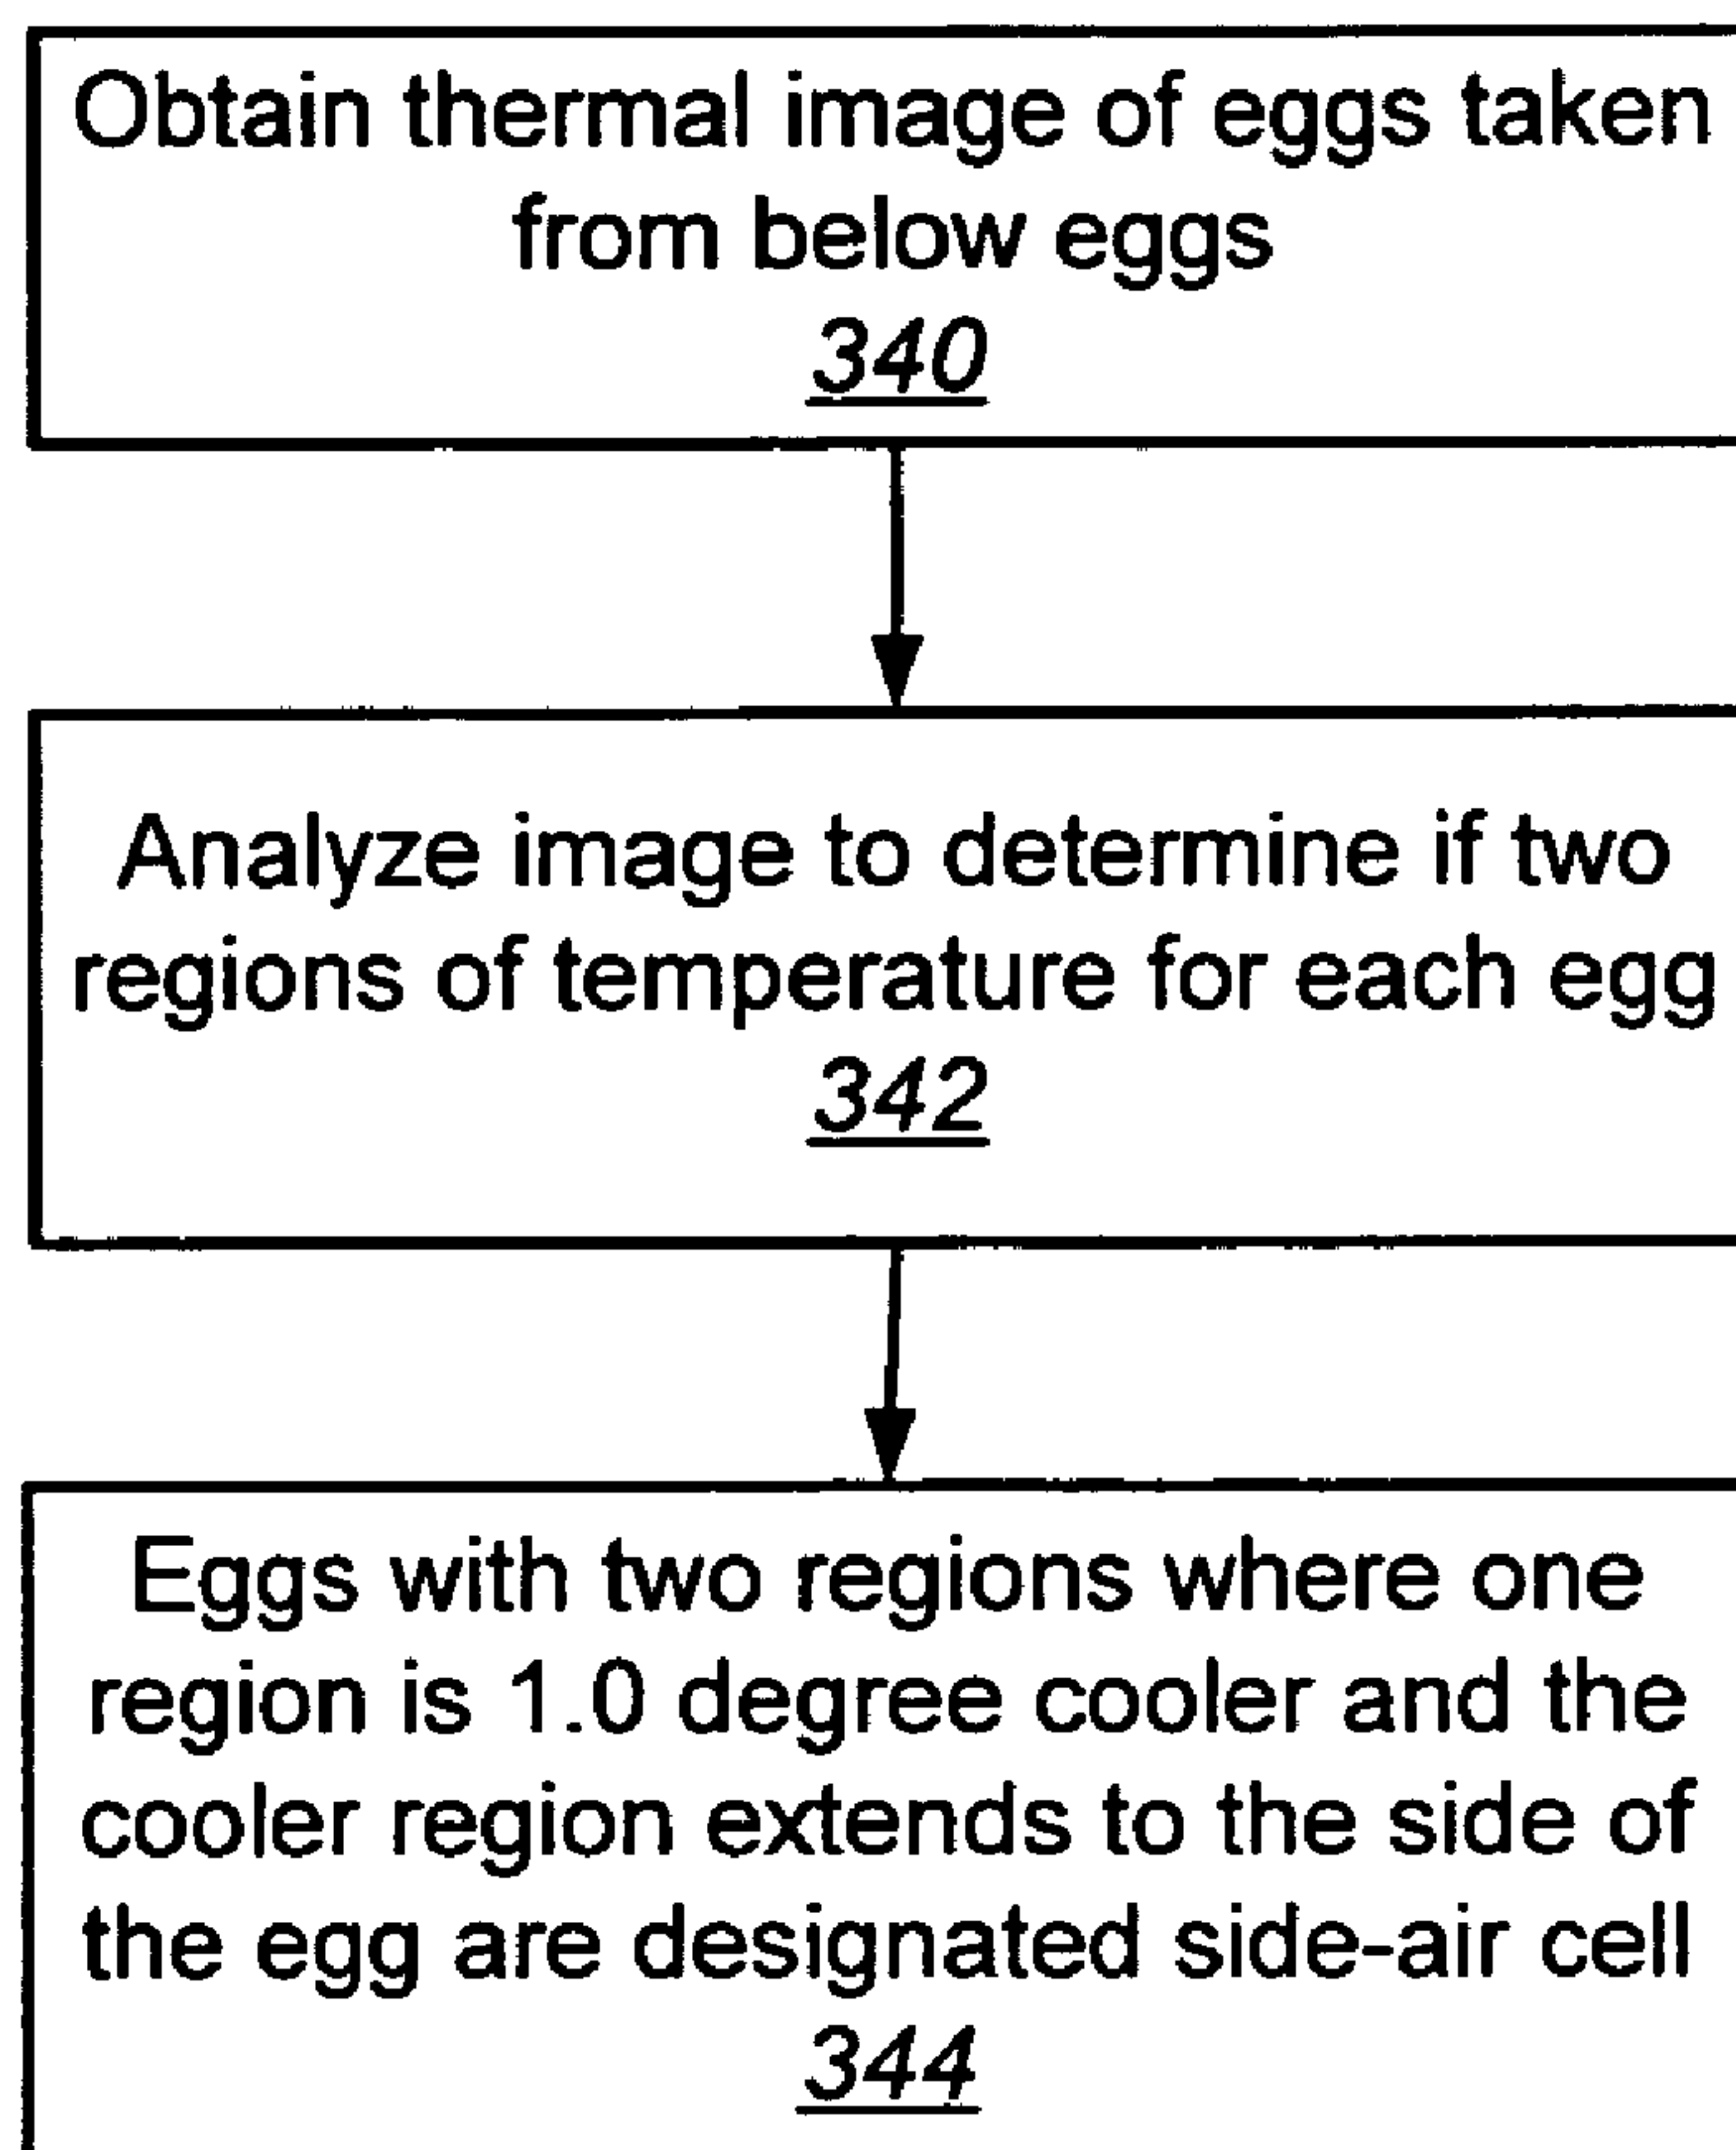 Obtain thermal image of eggs taken
from below eggs
340
Analyze image to determine if two
regions of temperature for each egg
342
Eggs with two regions where one
region is 1.0 degree cooler and the
cooler region extends to the side of
the egg are designated side-air cell
344